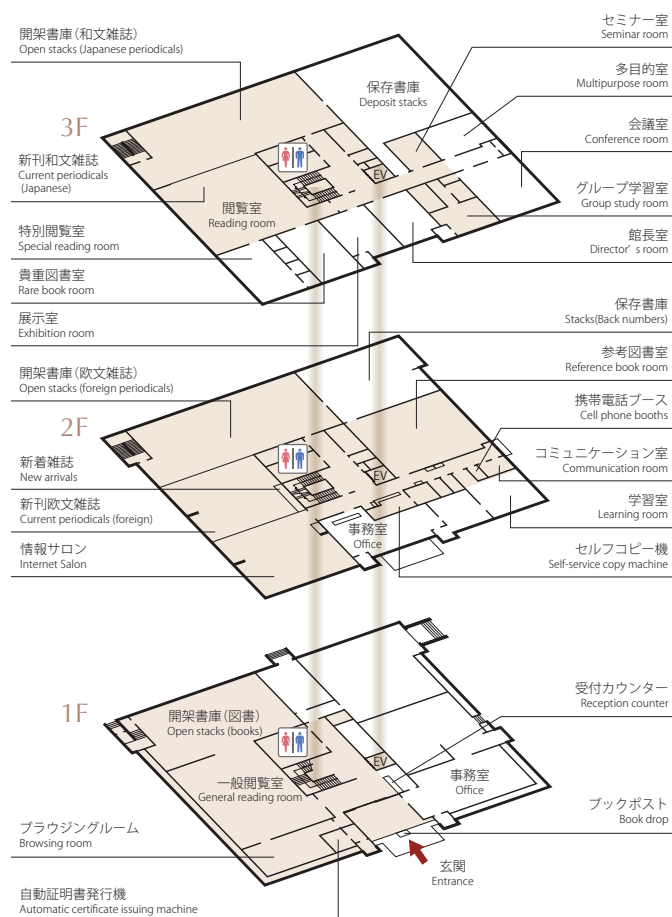 開架書庫（和文雑誌）
Open stacks (Japanese periodicals)
セミナー室
Seminar room
多目的室
Multipurpose room
保存書庫
Deposit stacks
会議室
Conference room
3F
新刊和文雑誌
Current periodicals
(Japanese)
EV
グループ学習室
Group study room
閲覧室
Reading room
特別閲覧室
Special reading room
館長室
Director’s room
貴重図書室
Rare book room
展示室
Exhibition room
保存書庫
Stacks(Back numbers)
参考図書室
Reference book room
開架書庫（欧文雑誌）
Open stacks (foreign periodicals)
携帯電話ブース
Cell phone booths
2F
コミュニケーション室
Communication room
新着雑誌
New arrivals
EV
学習室
Learning room
新刊欧文雑誌
Current periodicals (foreign)
事務室
Office
情報サロン
Internet Salon
セルフコピー機
Self-service copy machine
受付カウンター
Reception counter
1F
開架書庫（図書）
Open stacks (books)
EV
一般閲覧室
General reading room
事務室
Office
ブックポスト
Book drop
ブラウジングルーム
Browsing room
玄関
Entrance
自動証明書発行機
Automatic certificate issuing machine